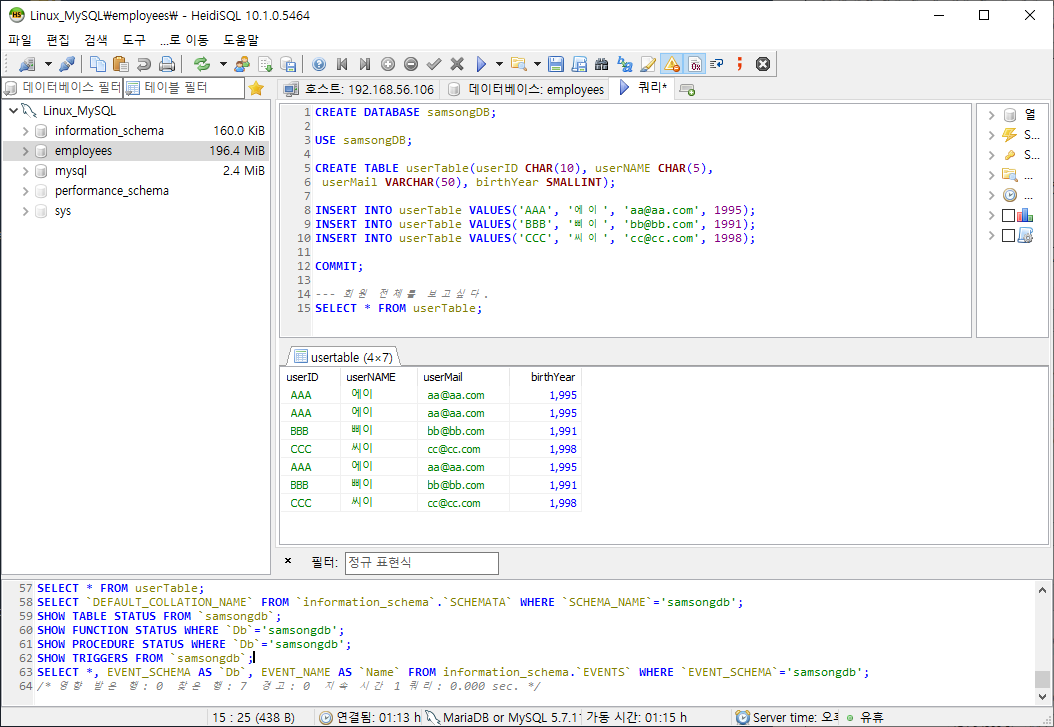 Linux_MySQL₩employees₩ - HeidiSQL 10.1.0.5464
파일 편집 검색 도구 ...로 이동 도움말
데이터베이스 필터 테이블 필터 호스트: 192.168.56.106 데이터베이스: employees 쿼리*
Linux_MySQL
information_schema 160.0 KiB
employees 196.4 MiB
mysql 2.4 MiB
performance_schema
sys
1 CREATE DATABASE samsongDB;
2
3 USE samsongDB;
4
5 CREATE TABLE userTable(userID CHAR(10), userNAME CHAR(5),
6 userMail VARCHAR(50), birthYear SMALLINT);
7
8 INSERT INTO userTable VALUES('AAA', '에이', 'aa@aa.com', 1995);
9 INSERT INTO userTable VALUES('BBB', '삐이', 'bb@bb.com', 1991);
10 INSERT INTO userTable VALUES('CCC', '씨이', 'cc@cc.com', 1998);
11
12 COMMIT;
13
14 --- 회원 전체를 보고싶다.
15 SELECT * FROM userTable;
열
S...
S...
...
...
usertable (4×7)
userID userNAME userMail birthYear
AAA 에이 aa@aa.com 1,995
AAA 에이 aa@aa.com 1,995
BBB 삐이 bb@bb.com 1,991
CCC 씨이 cc@cc.com 1,998
AAA 에이 aa@aa.com 1,995
BBB 삐이 bb@bb.com 1,991
CCC 씨이 cc@cc.com 1,998
× 필터: 정규 표현식
57 SELECT * FROM userTable;
58 SELECT `DEFAULT_COLLATION_NAME` FROM `information_schema`.`SCHEMATA` WHERE `SCHEMA_NAME`='samsongdb';
59 SHOW TABLE STATUS FROM `samsongdb`;
60 SHOW FUNCTION STATUS WHERE `Db`='samsongdb';
61 SHOW PROCEDURE STATUS WHERE `Db`='samsongdb';
62 SHOW TRIGGERS FROM `samsongdb`;
63 SELECT *, EVENT_SCHEMA AS `Db`, EVENT_NAME AS `Name` FROM information_schema.`EVENTS` WHERE `EVENT_SCHEMA`='samsongdb';
64 /* 영향 받은 행: 0 찾은 행: 7 경고: 0 지속 시간 1 쿼리: 0.000 sec. */
15 : 25 (438 B) 연결됨: 01:13 h MariaDB or MySQL 5.7.1 가동 시간: 01:15 h Server time: 오후 유휴